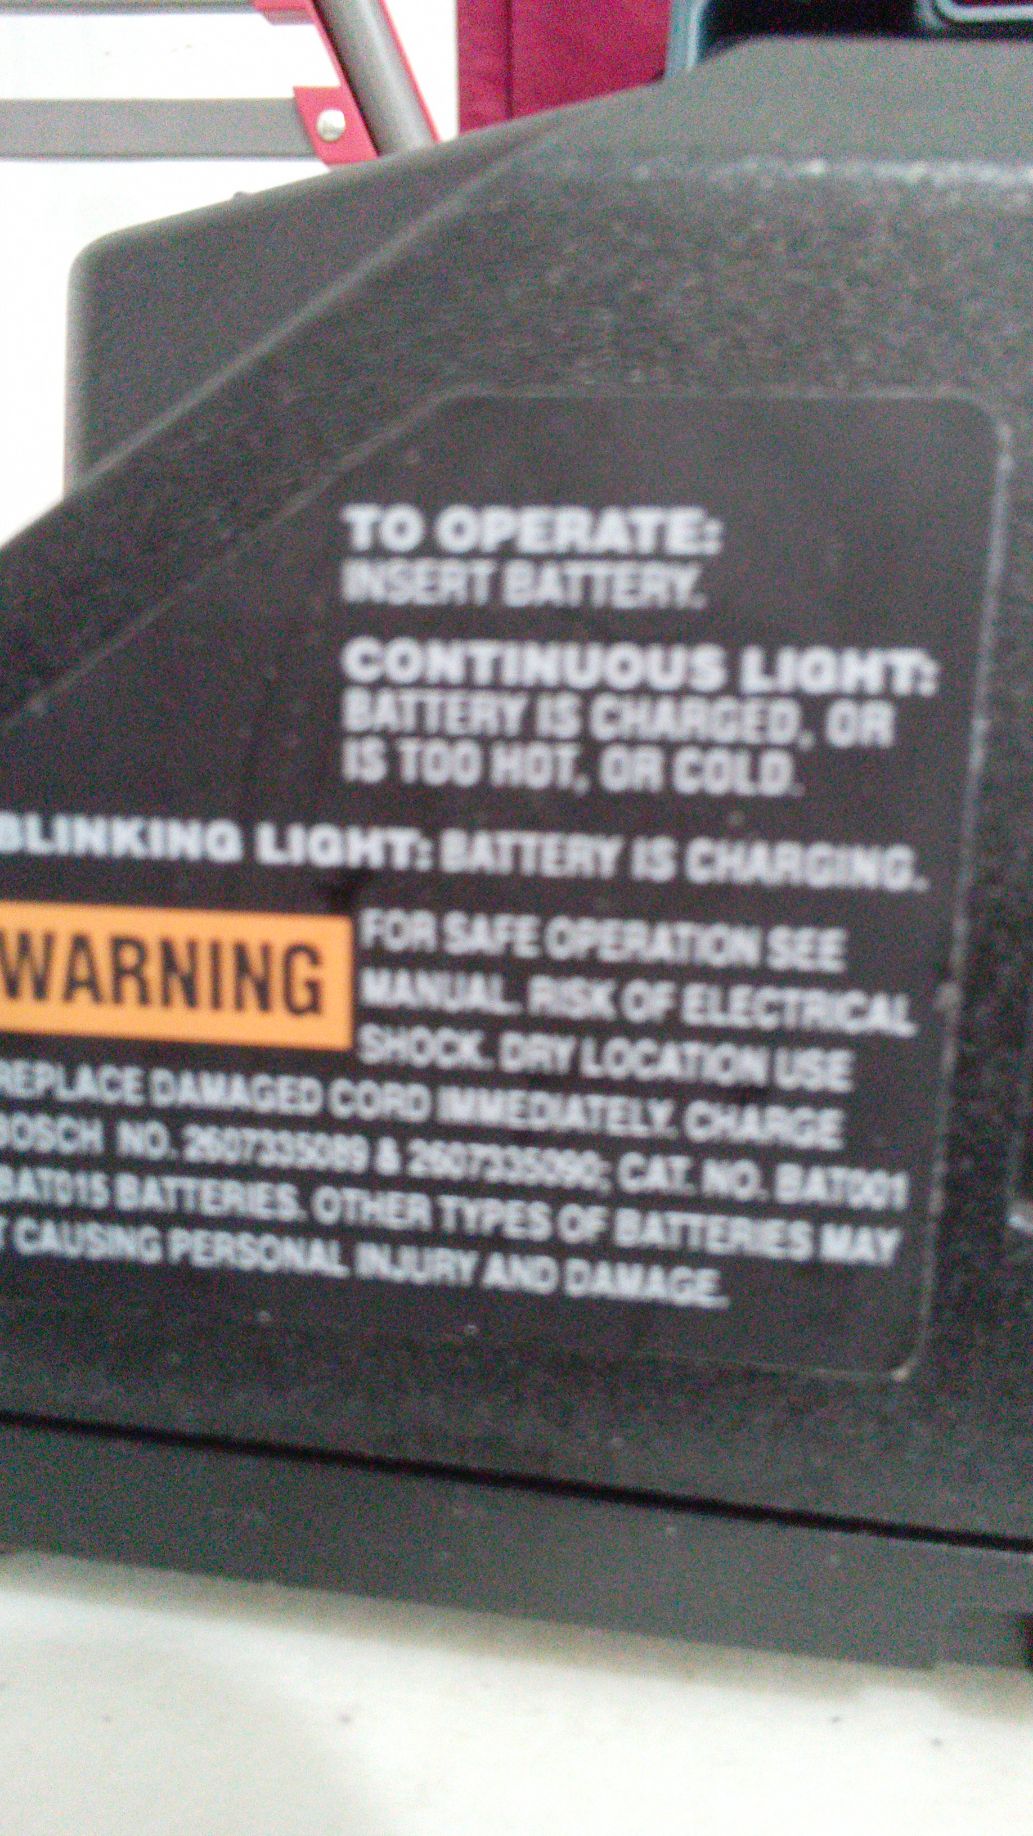 TO OPERATE:
INSERT BATTERY.
CONTINUOUS LIGHT:
BATTERY IS CHARGED, OR
IS TOO HOT, OR COLD.
BLINKING LIGHT: BATTERY IS CHARGING.
WARNING
FOR SAFE OPERATION SEE
MANUAL. RISK OF ELECTRICAL
SHOCK. DRY LOCATION USE
REPLACE DAMAGED CORD IMMEDIATELY. CHARGE
BOSCH NO. 2607335089 & 2607335090; CAT. NO. BAT001
BAT015 BATTERIES. OTHER TYPES OF BATTERIES MAY
CAUSING PERSONAL INJURY AND DAMAGE.